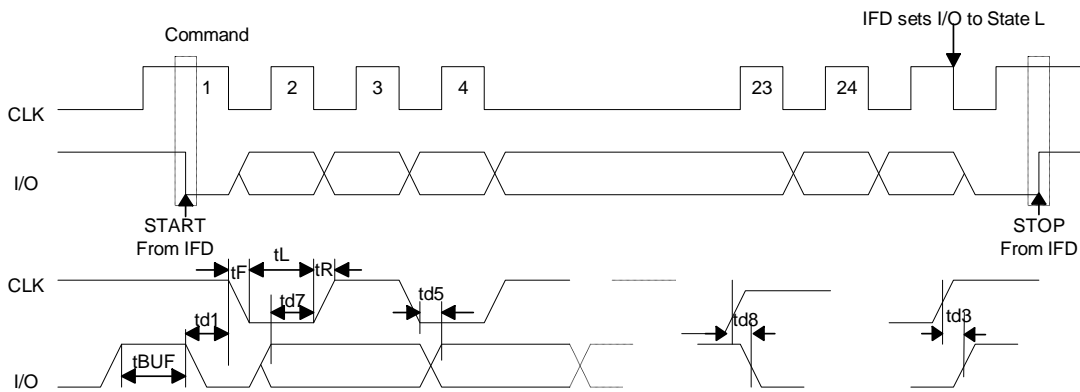 IFD sets I/O to State L
Command
1 2 3 4 23 24
CLK
I/O
START
From IFD
STOP
From IFD
tF tL tR
CLK
td7 td5
td1 td8 td3
tBUF
I/O